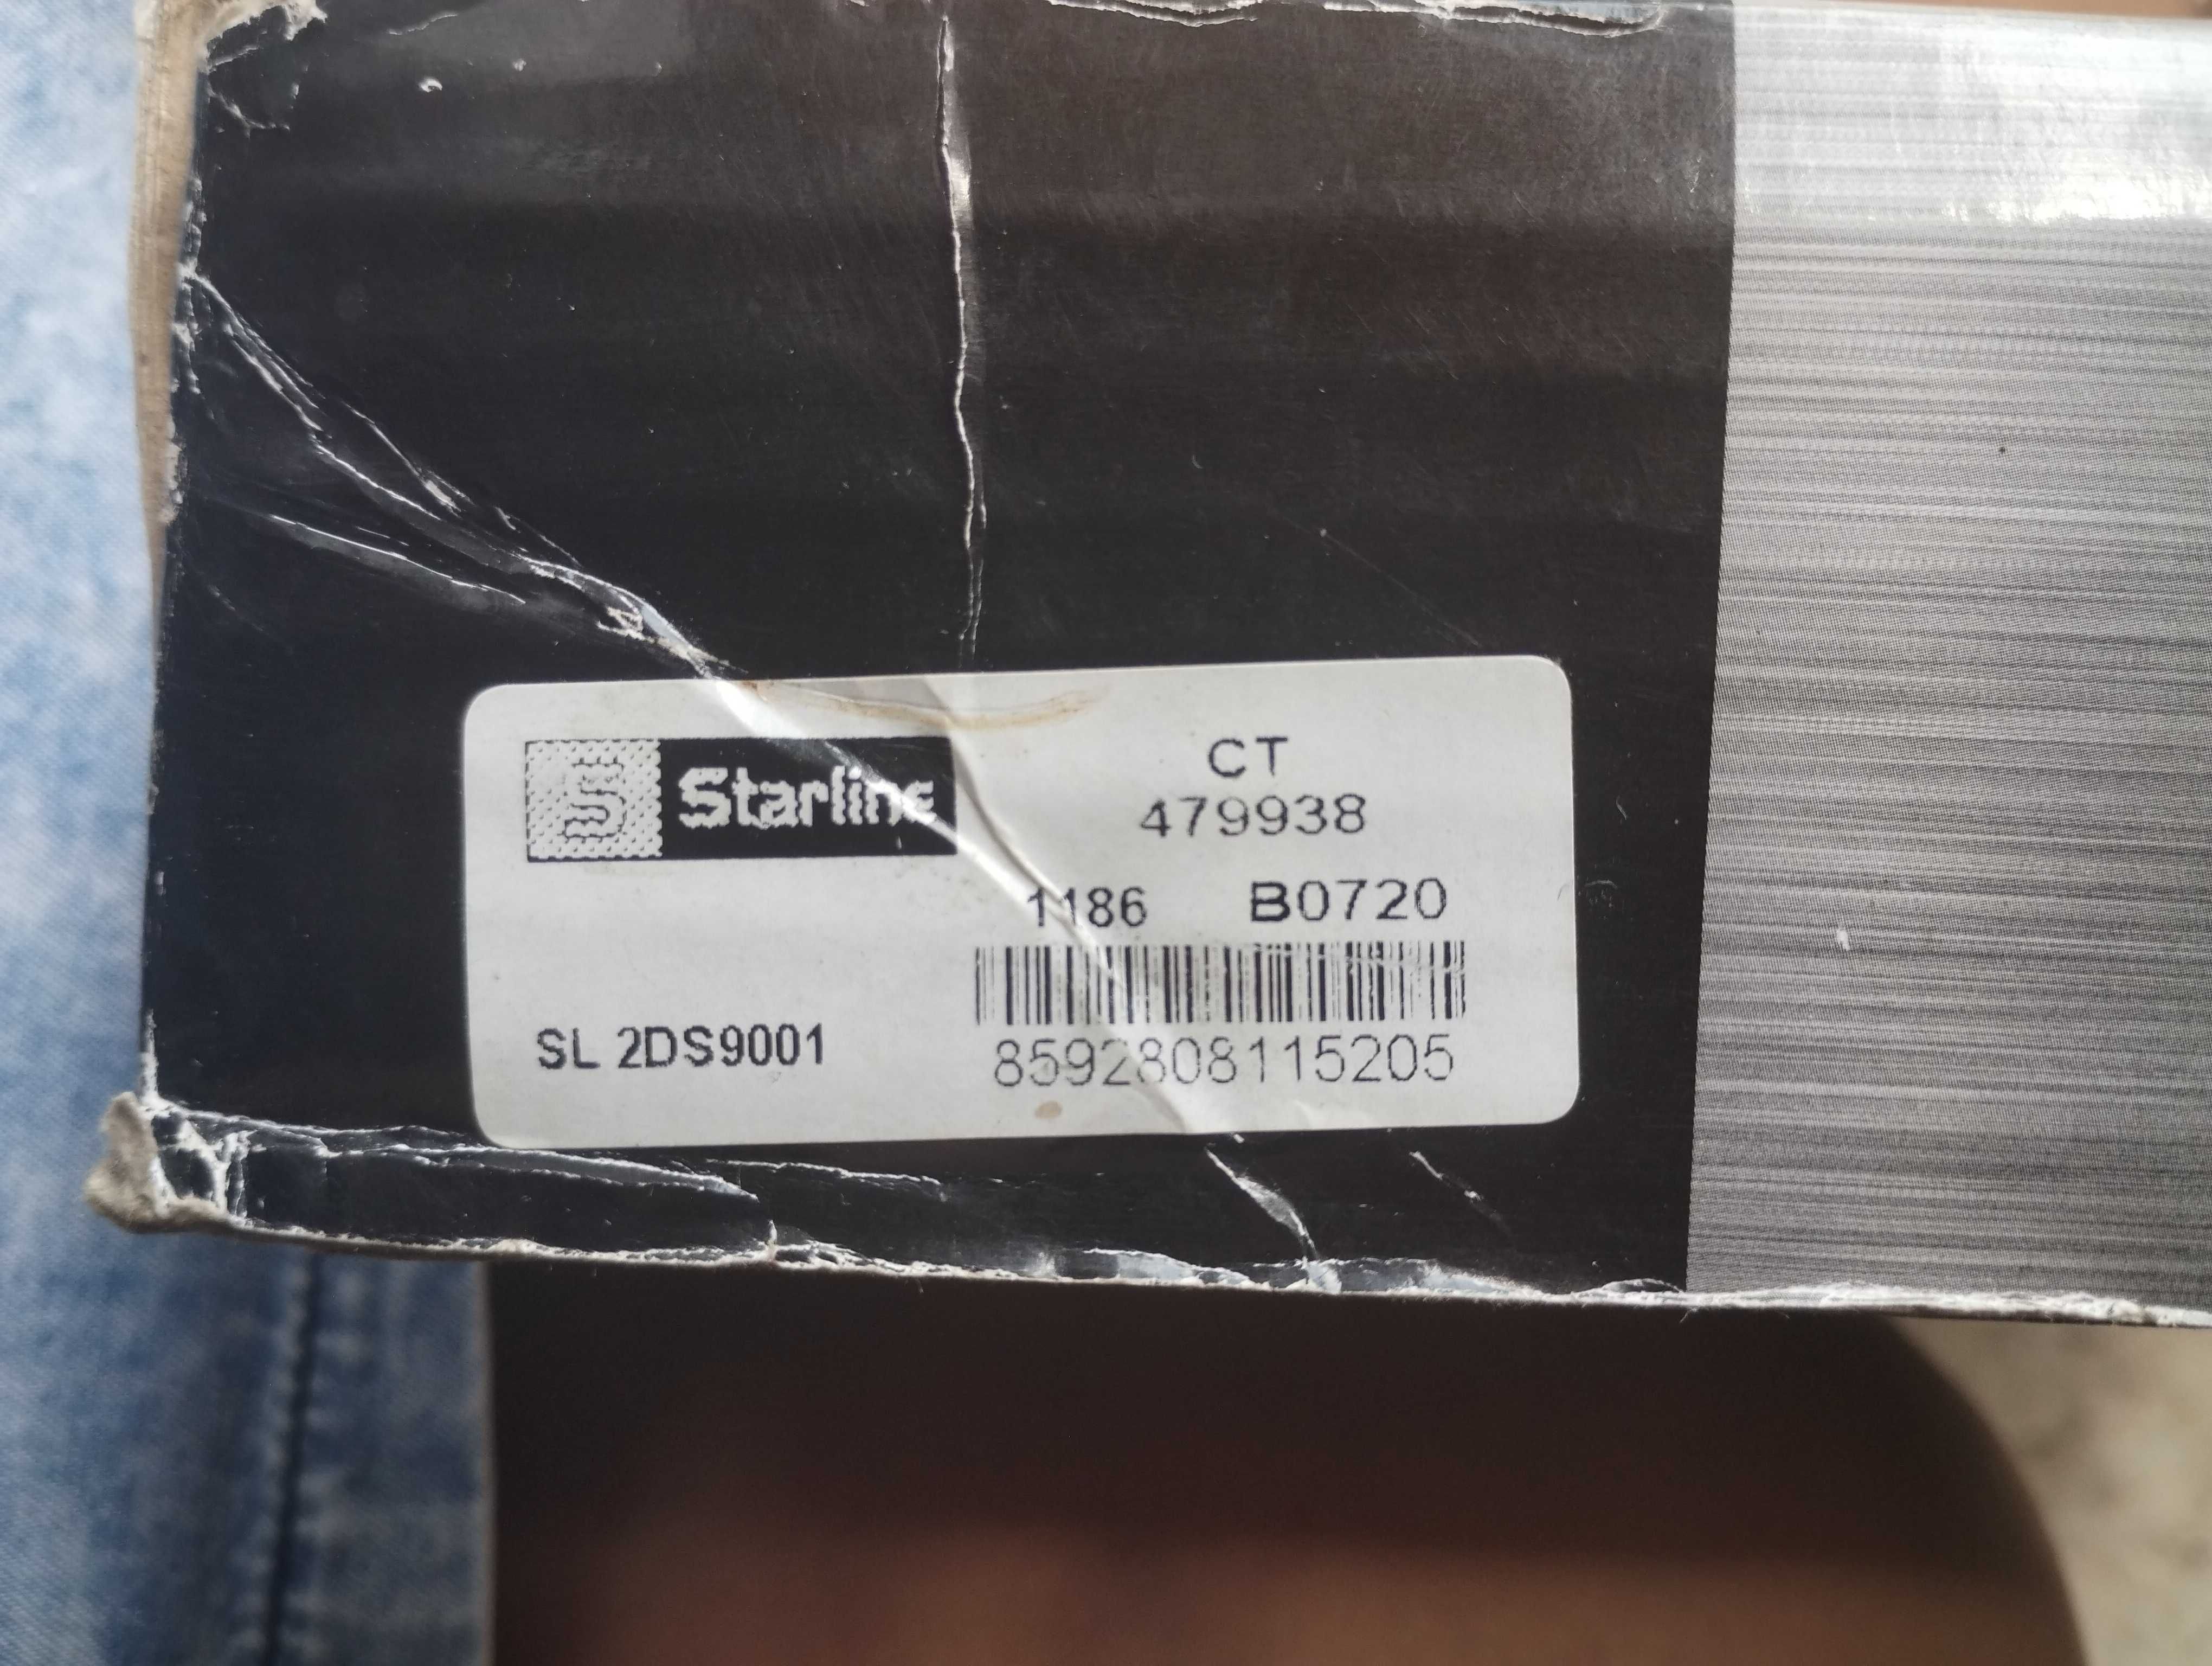 S Starline
CT
479938
1186 B0720
SL 2DS9001
8592808115205